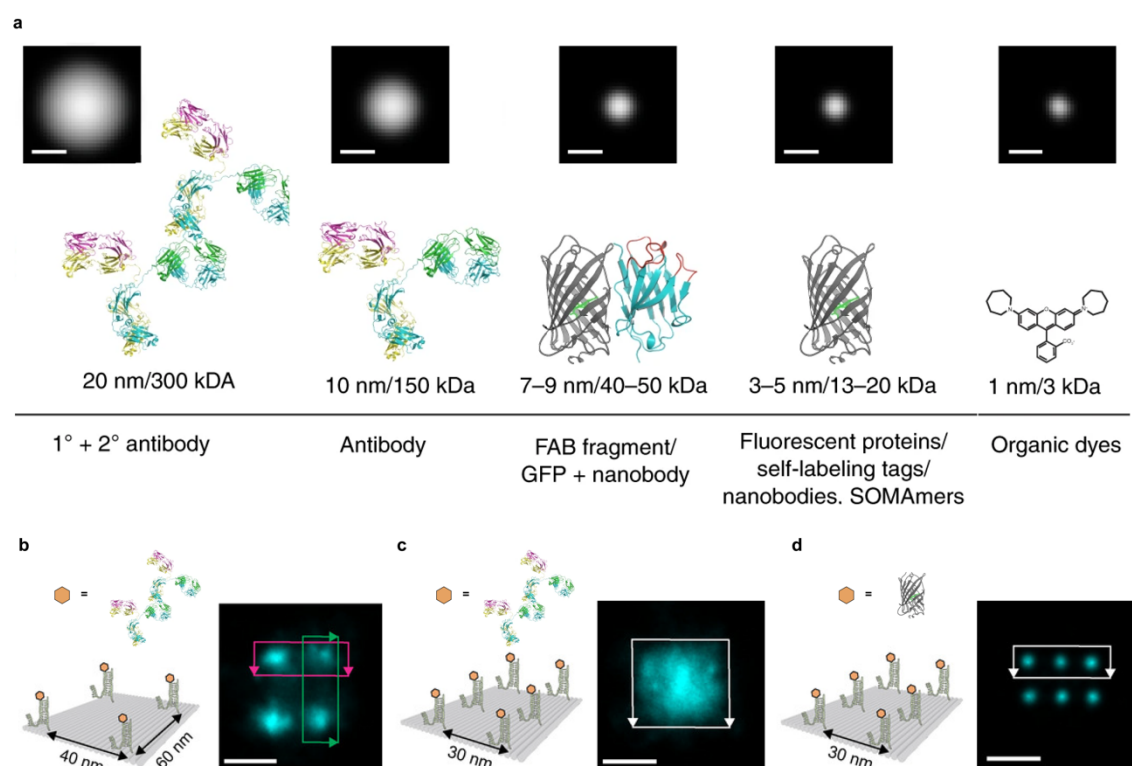 a
20 nm/300 kDA
10 nm/150 kDa
7–9 nm/40–50 kDa
3–5 nm/13–20 kDa
1 nm/3 kDa
1° + 2° antibody
Antibody
FAB fragment/
GFP + nanobody
Fluorescent proteins/
self-labeling tags/
nanobodies. SOMAmers
Organic dyes
b
=
40 nm
60 nm
c
=
30 nm
d
=
30 nm